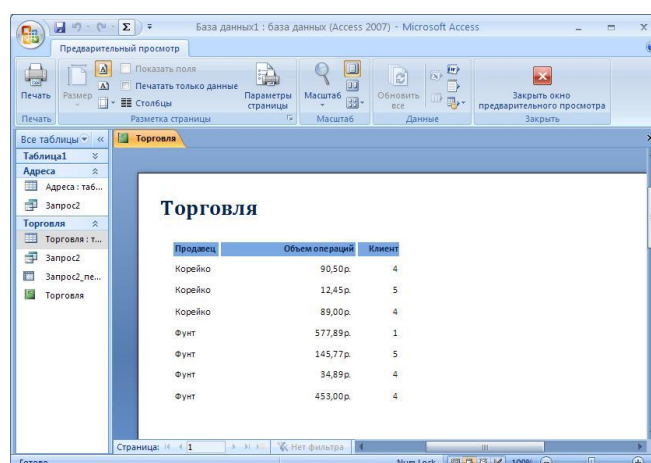 База данных1 : база данных (Access 2007) - Microsoft Access
Предварительный просмотр
Печать
Размер
Показать поля
Печатать только данные
Столбцы
Параметры страницы
Масштаб
Обновить все
Закрыть окно предварительного просмотра
Печать
Разметка страницы
Масштаб
Данные
Закрыть
Все таблицы
Торговля
Таблица1
Адреса
Адреса : таб...
Запрос2
Торговля
Торговля : т...
Запрос2
Запрос2_пе...
Торговля
Торговля
Продавец Объем операций Клиент
Корейко 90,50р. 4
Корейко 12,45р. 5
Корейко 89,00р. 4
Фунт 577,89р. 1
Фунт 145,77р. 5
Фунт 34,89р. 4
Фунт 453,00р. 4
Страница: 1 Нет фильтра
Готово Num Lock 100%